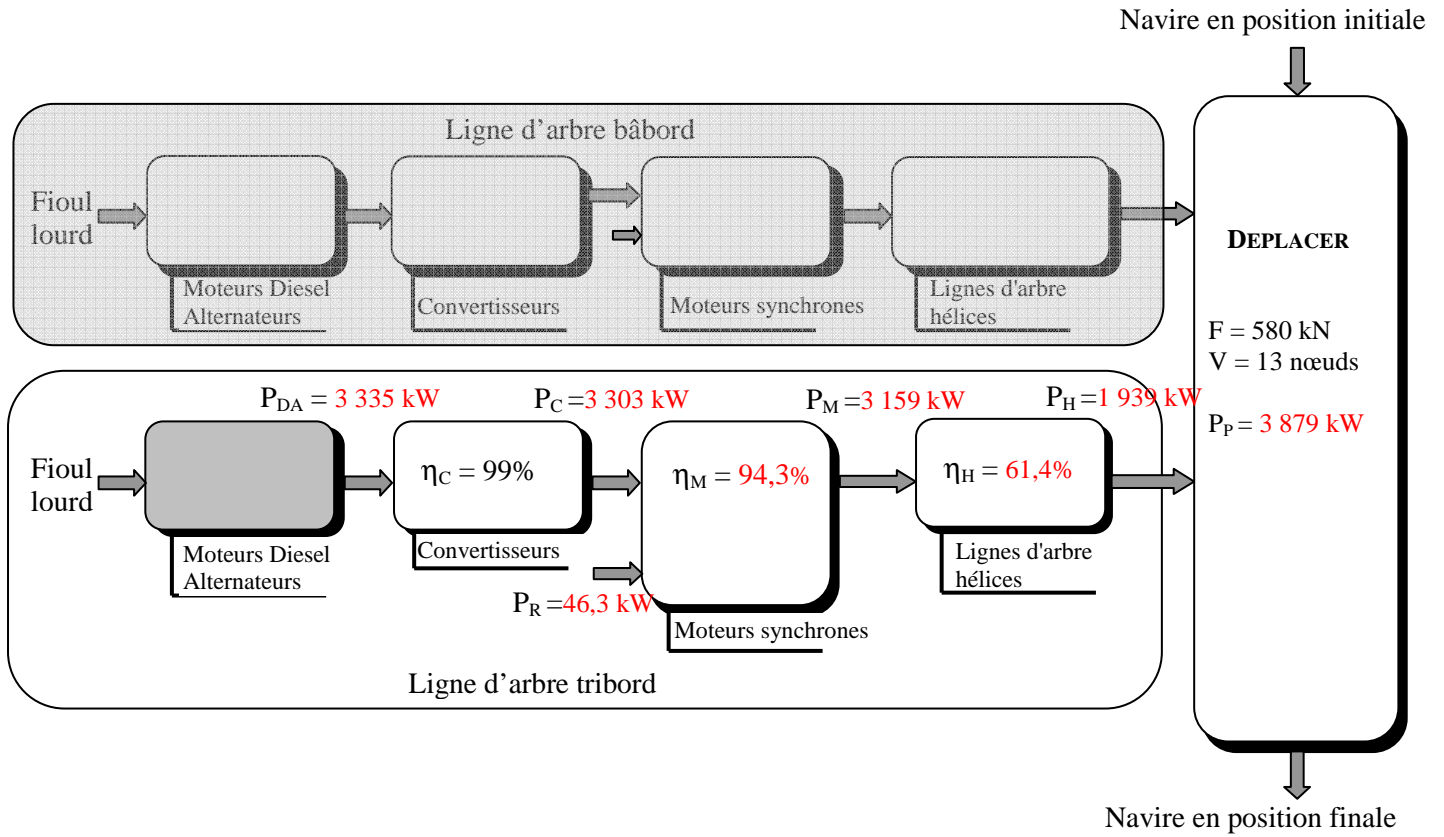 Navire en position initiale
Ligne d'arbre bâbord
Fioul
lourd
Moteurs Diesel
Alternateurs
Convertisseurs
Moteurs synchrones
Lignes d'arbre
hélices
DEPLACER
F = 580 kN
V = 13 nœuds
P_P = 3 879 kW
P_DA = 3 335 kW
P_C = 3 303 kW
P_M =3 159 kW
P_H = 1 939 kW
Fioul
lourd
η_C = 99%
η_M = 94,3%
η_H = 61,4%
Moteurs Diesel
Alternateurs
Convertisseurs
Lignes d'arbre
hélices
P_R =46,3 kW
Moteurs synchrones
Ligne d'arbre tribord
Navire en position finale